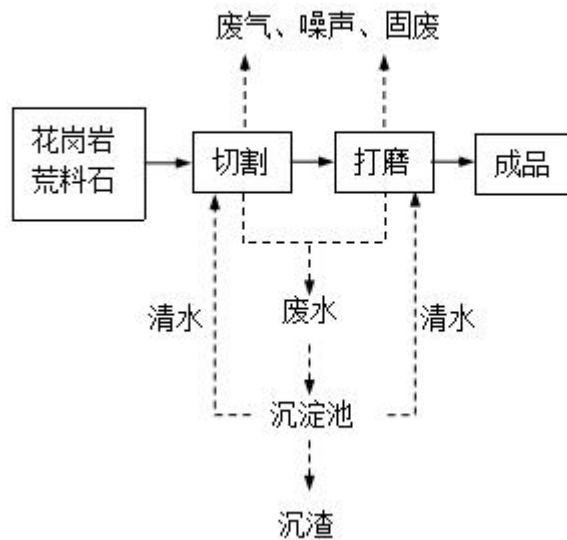 废气、噪声、固废
花岗岩
荒料石
切割
打磨
成品
清水
废水
清水
沉淀池
沉渣